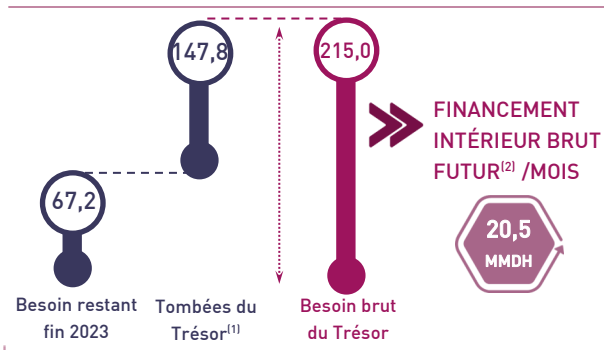 147,8
215,0
67,2
FINANCEMENT
INTÉRIEUR BRUT
FUTUR(2) /MOIS
20,5
MMDH
Besoin restant
fin 2023
Tombées du
Trésor(1)
Besoin brut
du Trésor